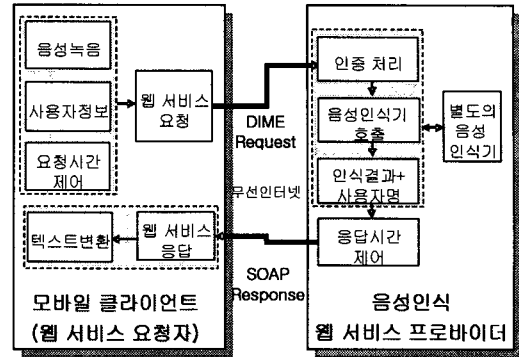 음성녹음
사용자정보
요청시간
제어
웹 서비스
요청
DIME
Request
무선인터넷
인증 처리
음성인식기
호출
인식결과+
사용자명
별도의
음성
인식기
응답시간
제어
SOAP
Response
웹 서비스
응답
텍스트변환
모바일 클라이언트
(웹 서비스 요청자)
음성인식
웹 서비스 프로바이더